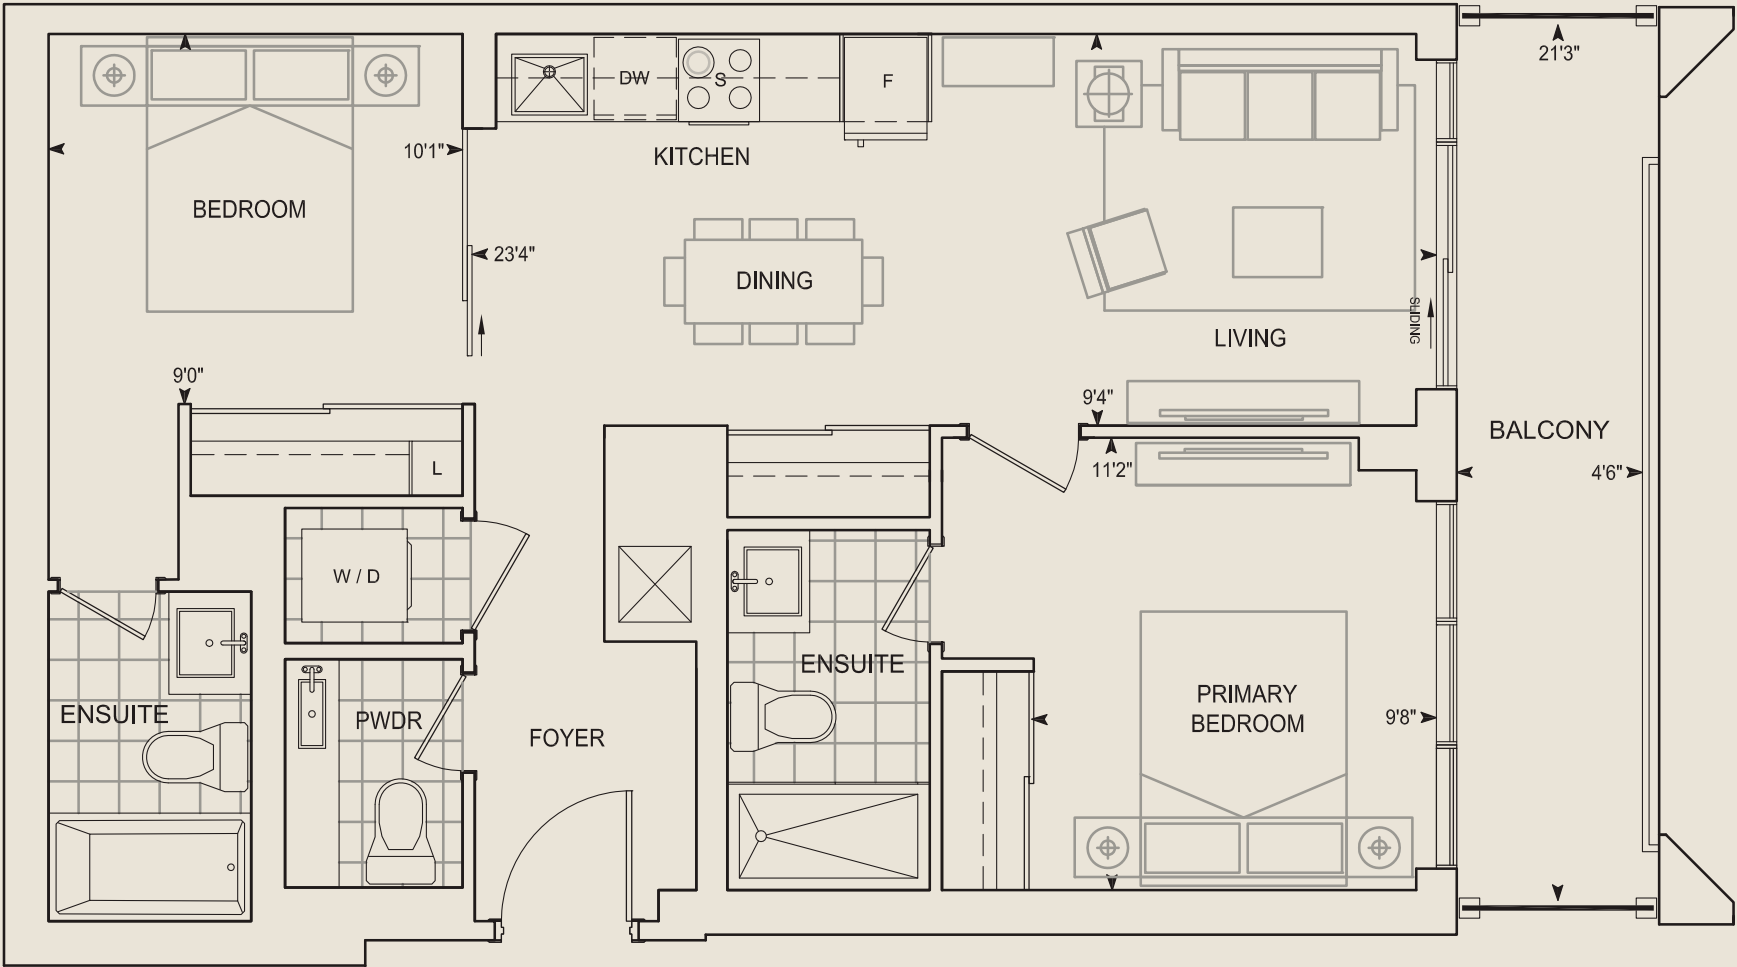 21'3"
DW
S
F
10'1"
KITCHEN
BEDROOM
23'4"
DINING
SLIDING
LIVING
9'0"
9'4"
BALCONY
L
11'2"
4'6"
W / D
ENSUITE
PRIMARY
BEDROOM
9'8"
ENSUITE
PWDR
FOYER